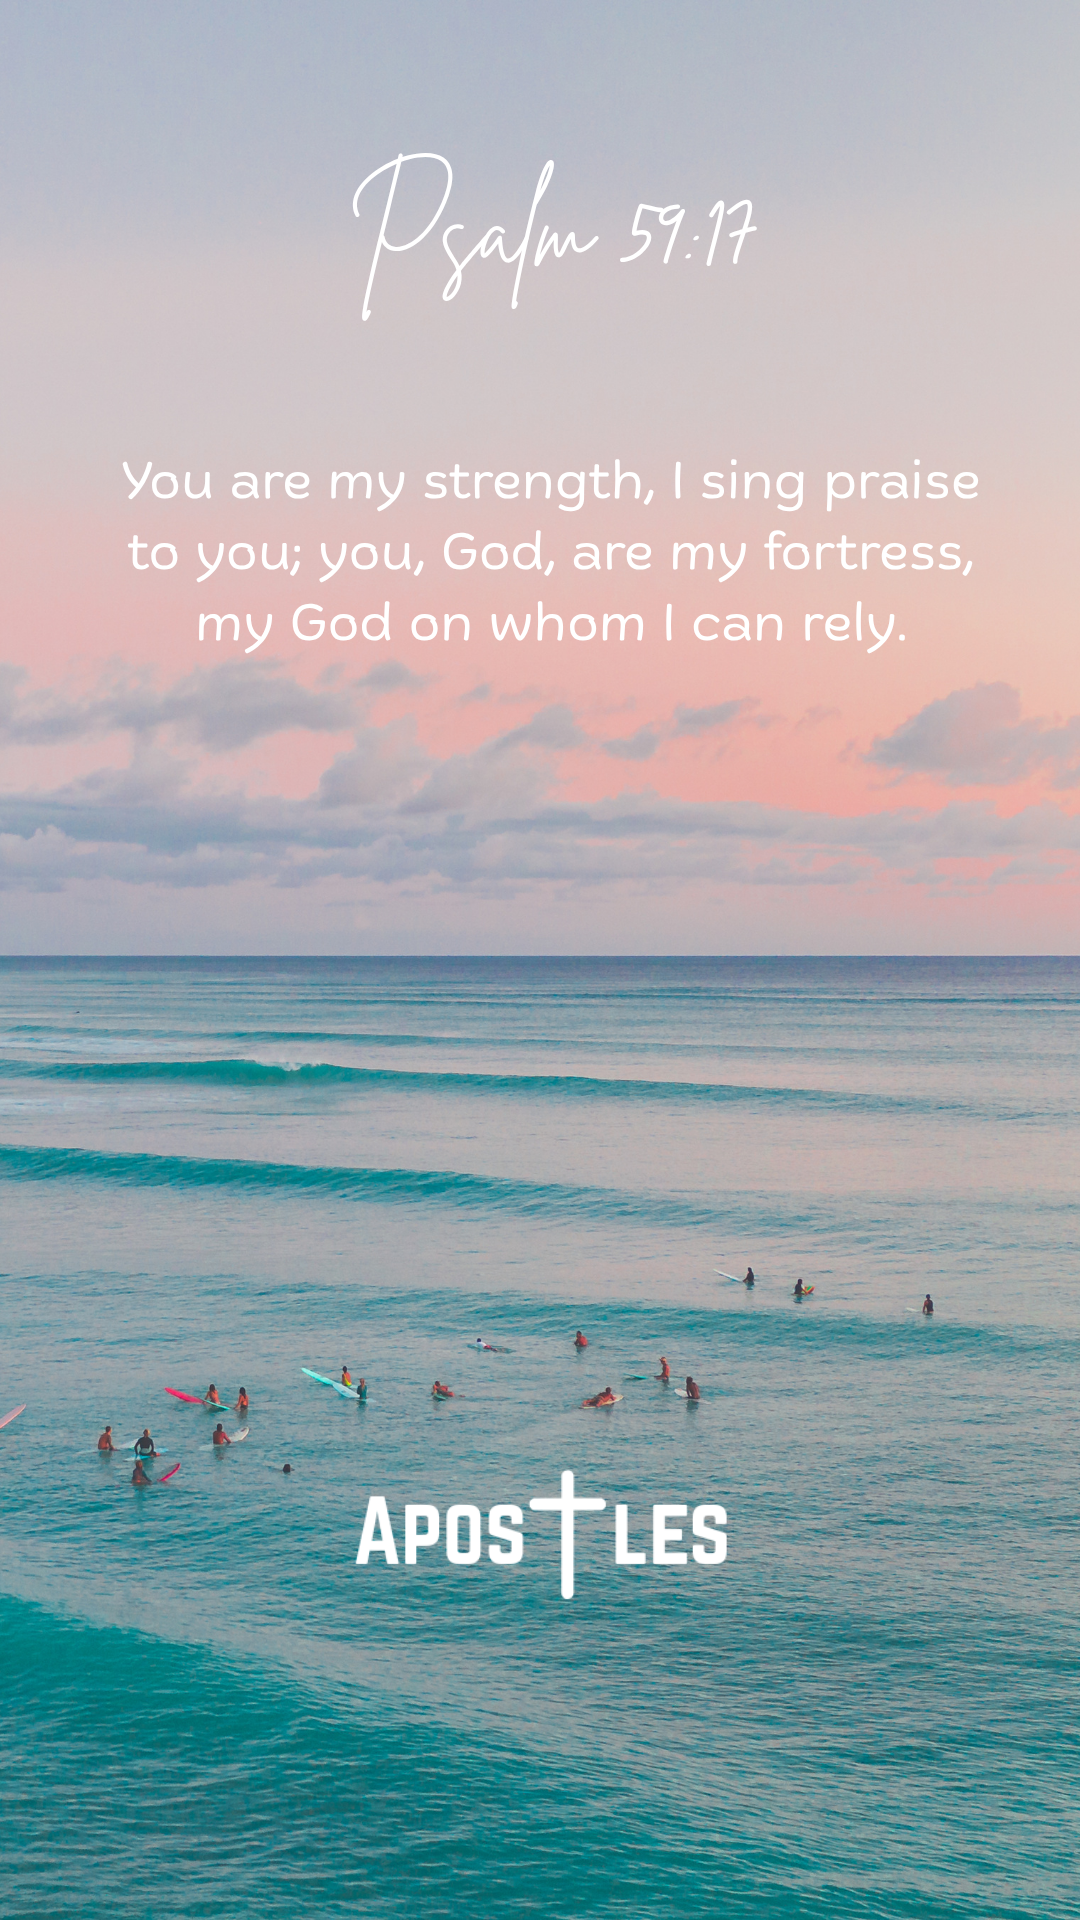 Psalm 59:17
You are my strength, I sing praise
to you; you, God, are my fortress,
my God on whom I can rely.
APOSTLES